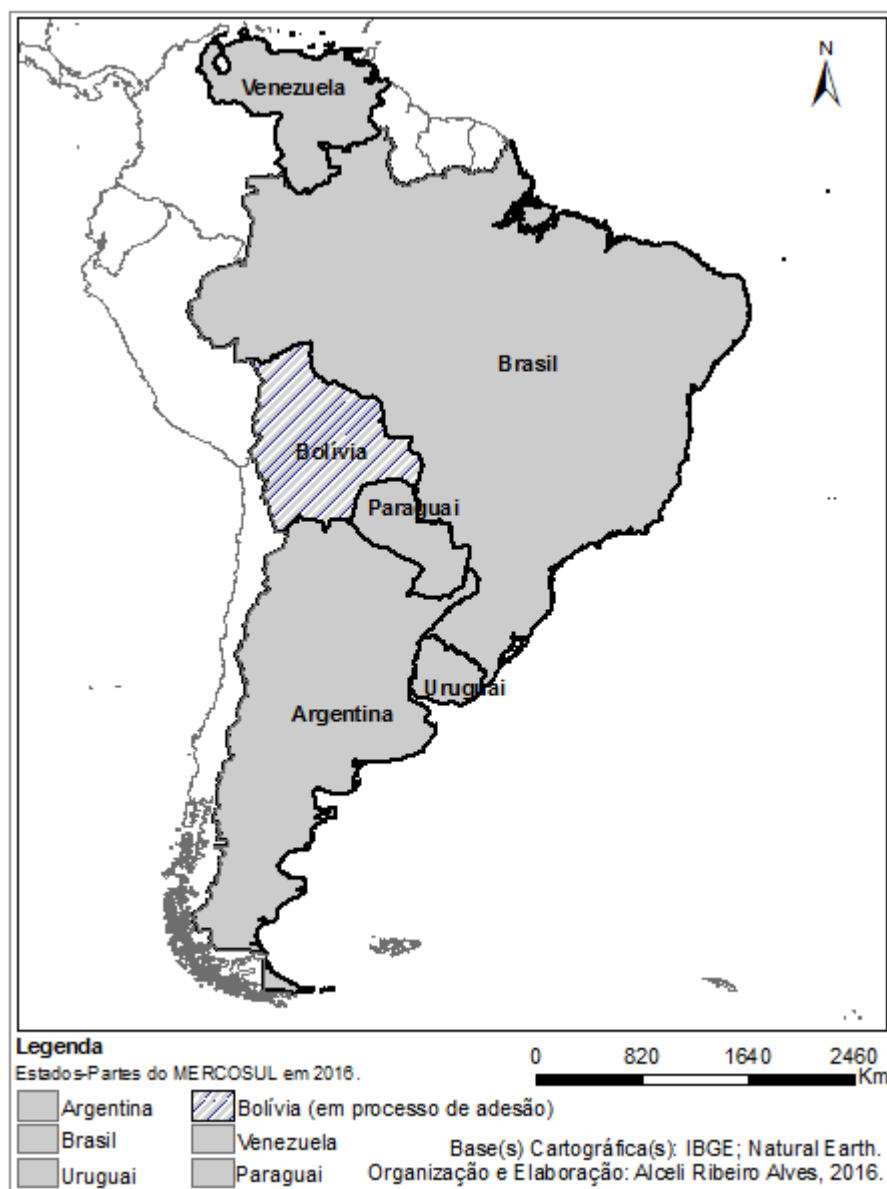 N
Venezuela
Brasil
Bolívia
Paraguai
Uruguai
Argentina
Legenda
Estados-Partes do MERCOSUL em 2016.
Argentina
Bolívia (em processo de adesão)
Brasil
Venezuela
Uruguai
Paraguai
0 820 1640 2460
Km
Base(s) Cartográfica(s): IBGE; Natural Earth.
Organização e Elaboração: Alceli Ribeiro Alves, 2016.